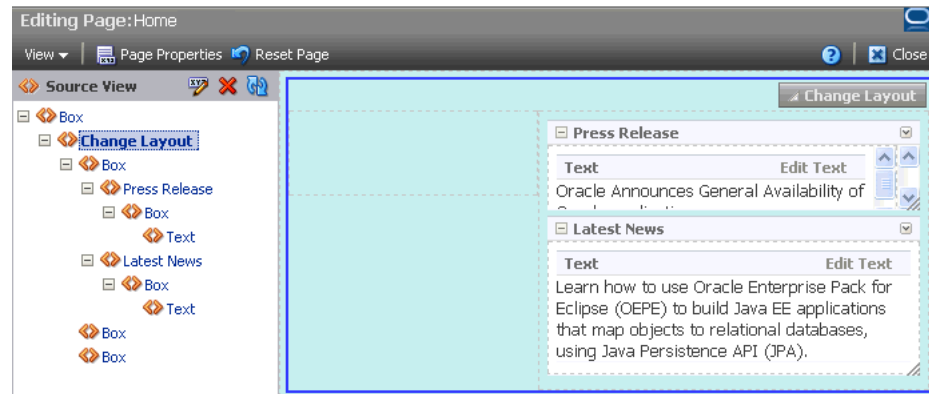 Editing Page:Home
View Page Properties Reset Page Close
Source View
Change Layout
Box
Change Layout
Box
Press Release
Box
Text
Latest News
Box
Text
Box
Box
Press Release
Text Edit Text
Oracle Announces General Availability of
Latest News
Text Edit Text
Learn how to use Oracle Enterprise Pack for
Eclipse (OEPE) to build Java EE applications
that map objects to relational databases,
using Java Persistence API (JPA).